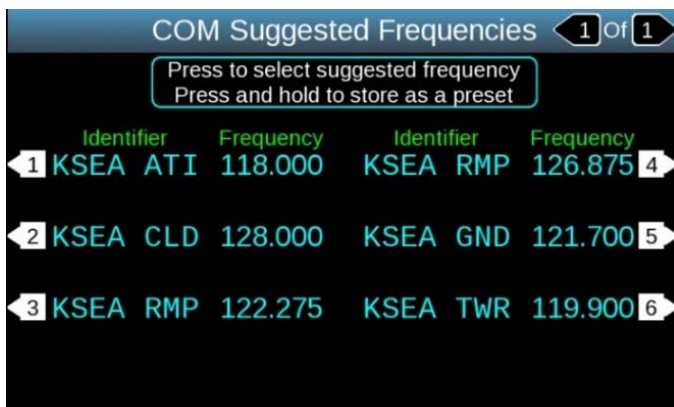 COM Suggested Frequencies 1 Of 1
Press to select suggested frequency
Press and hold to store as a preset
Identifier Frequency Identifier Frequency
1 KSEA ATI 118.000 KSEA RMP 126.875 4
2 KSEA CLD 128.000 KSEA GND 121.700 5
3 KSEA RMP 122.275 KSEA TWR 119.900 6